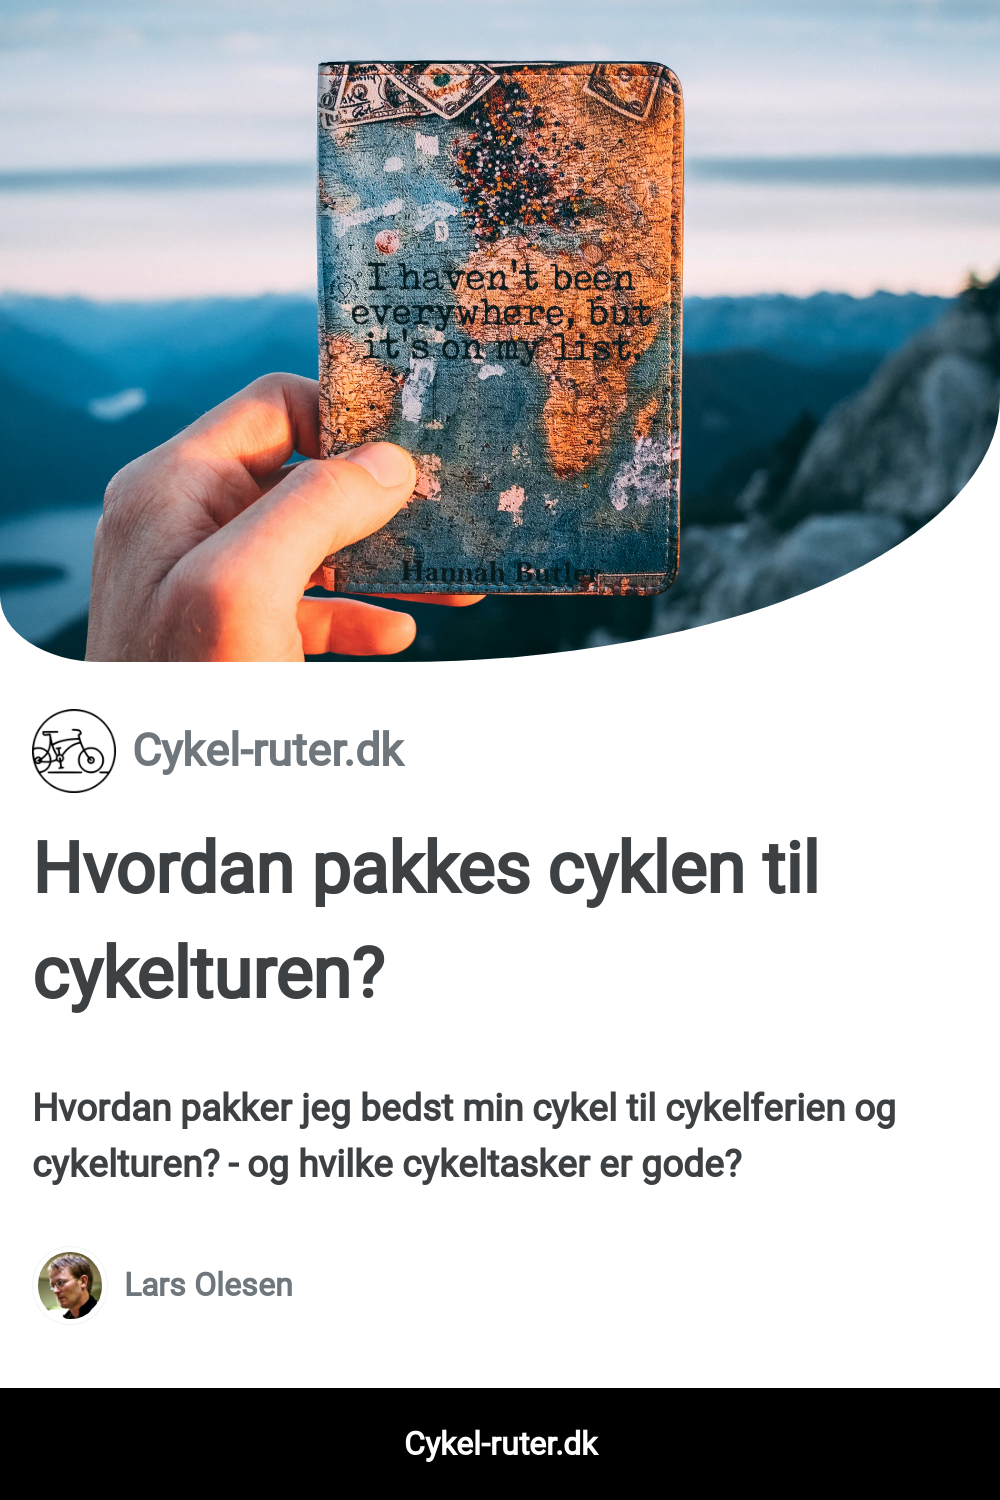 I haven't been
everywhere, but
it's on my list.
Hannah Butler
Cykel-ruter.dk
Hvordan pakkes cyklen til
cykelturen?
Hvordan pakker jeg bedst min cykel til cykelferien og
cykelturen? - og hvilke cykeltasker er gode?
Lars Olesen
Cykel-ruter.dk